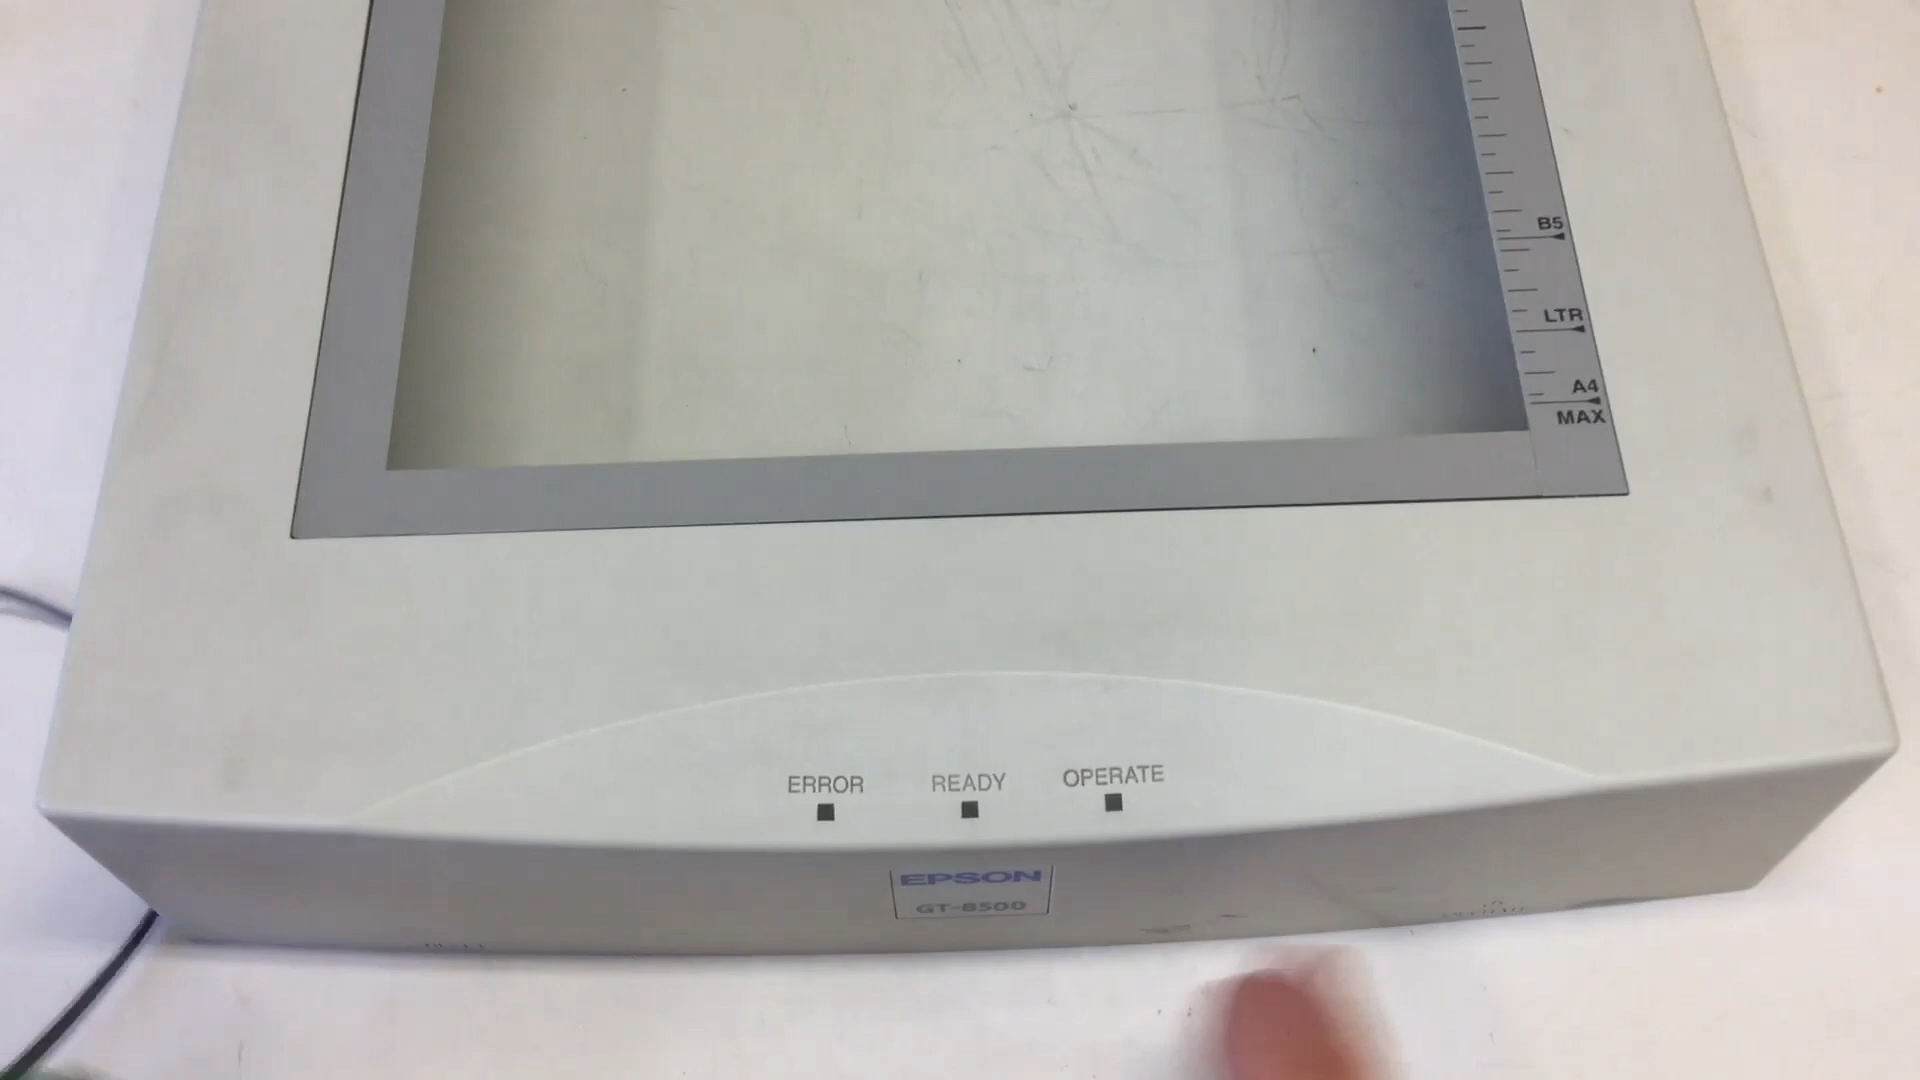 B5
LTR
A4
MAX
ERROR READY OPERATE
EPSON
GT-8500